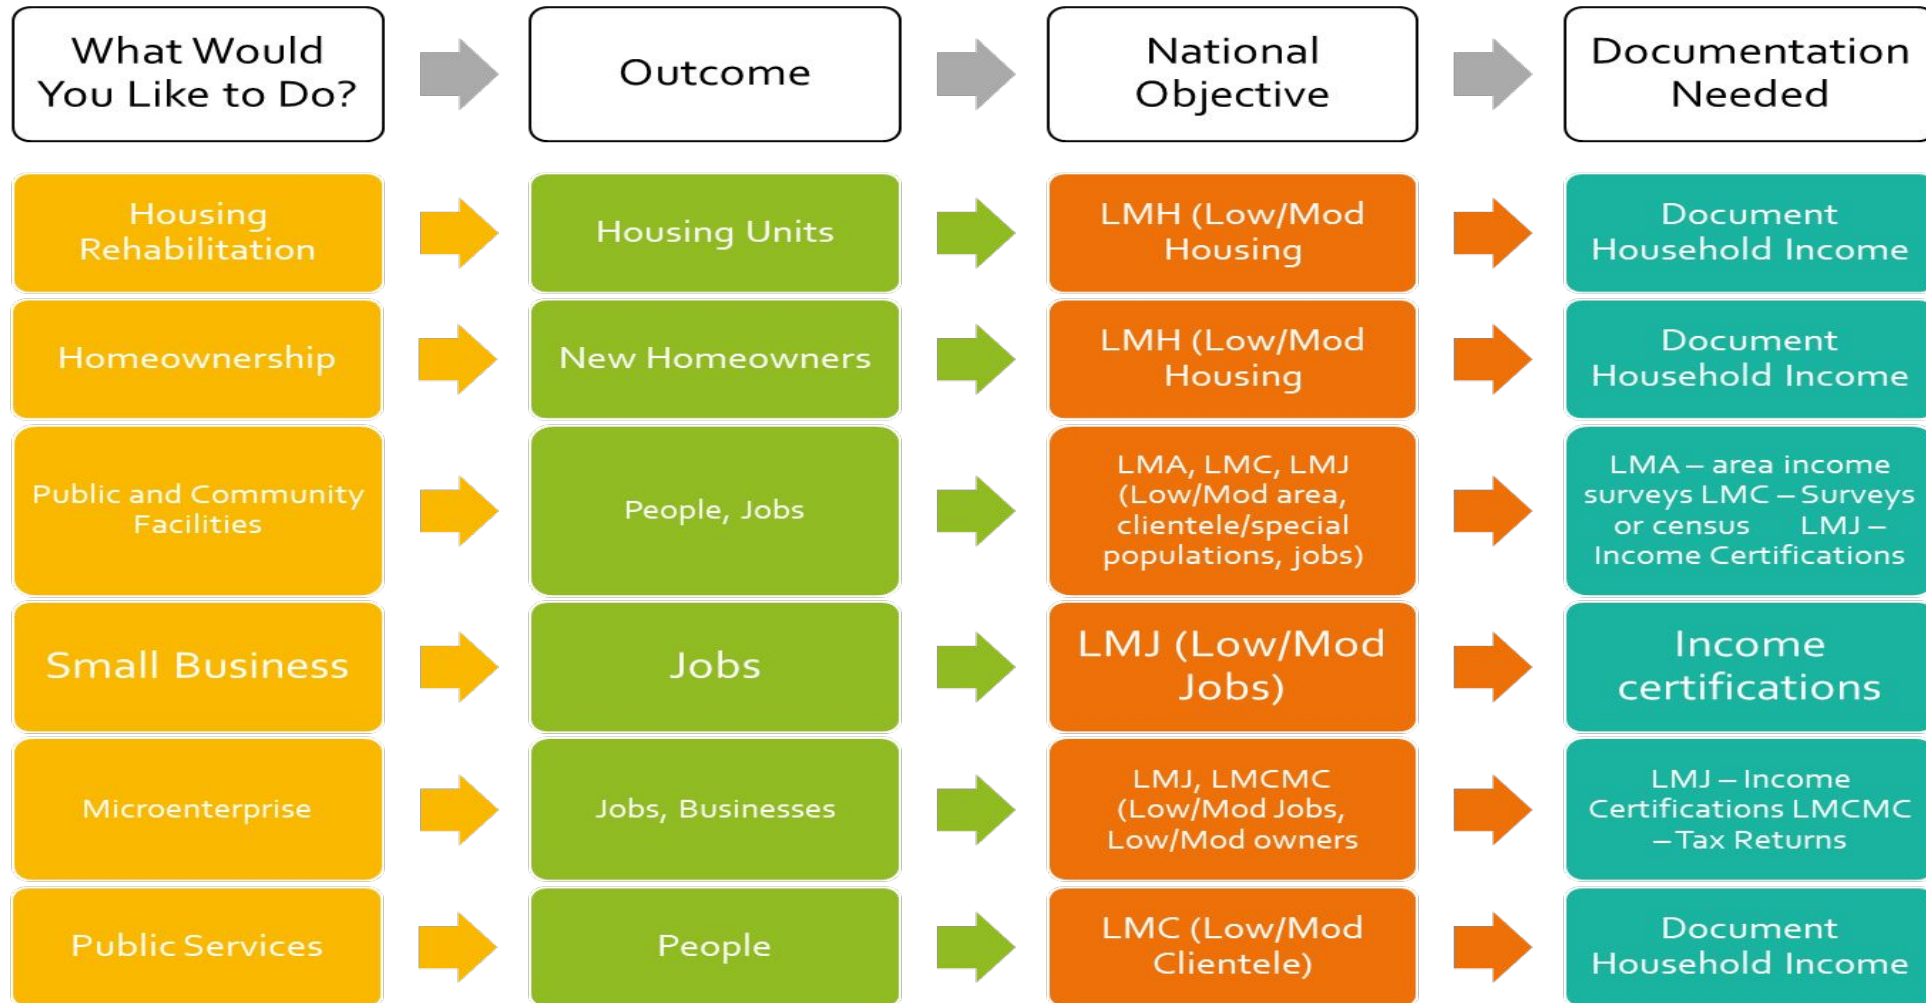 What Would
You Like to Do?
Outcome
National
Objective
Documentation
Needed
Housing
Rehabilitation
Housing Units
LMH (Low/Mod
Housing
Document
Household Income
Homeownership
New Homeowners
LMH (Low/Mod
Housing
Document
Household Income
Public and Community
Facilities
People, Jobs
LMA, LMC, LMJ
(Low/Mod area,
clientele/special
populations, jobs)
LMA – area income
surveys LMC – Surveys
or census LMJ –
Income Certifications
Small Business
Jobs
LMJ (Low/Mod
Jobs)
Income
certifications
Microenterprise
Jobs, Businesses
LMJ, LMCMC
(Low/Mod Jobs,
Low/Mod owners
LMJ – Income
Certifications LMCMC
– Tax Returns
Public Services
People
LMC (Low/Mod
Clientele)
Document
Household Income